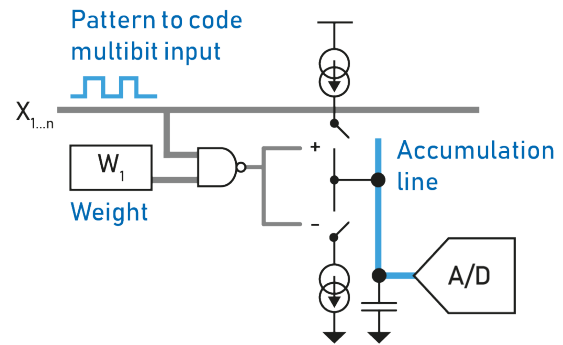 Pattern to code
multibit input
X1...n
+
Accumulation
line
W1
Weight
–
A/D